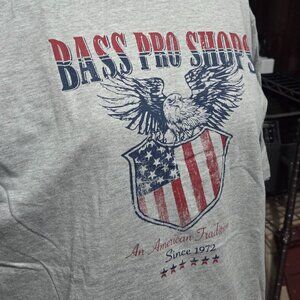 BASS PRO SHOPS
An American Tradition
Since 1972